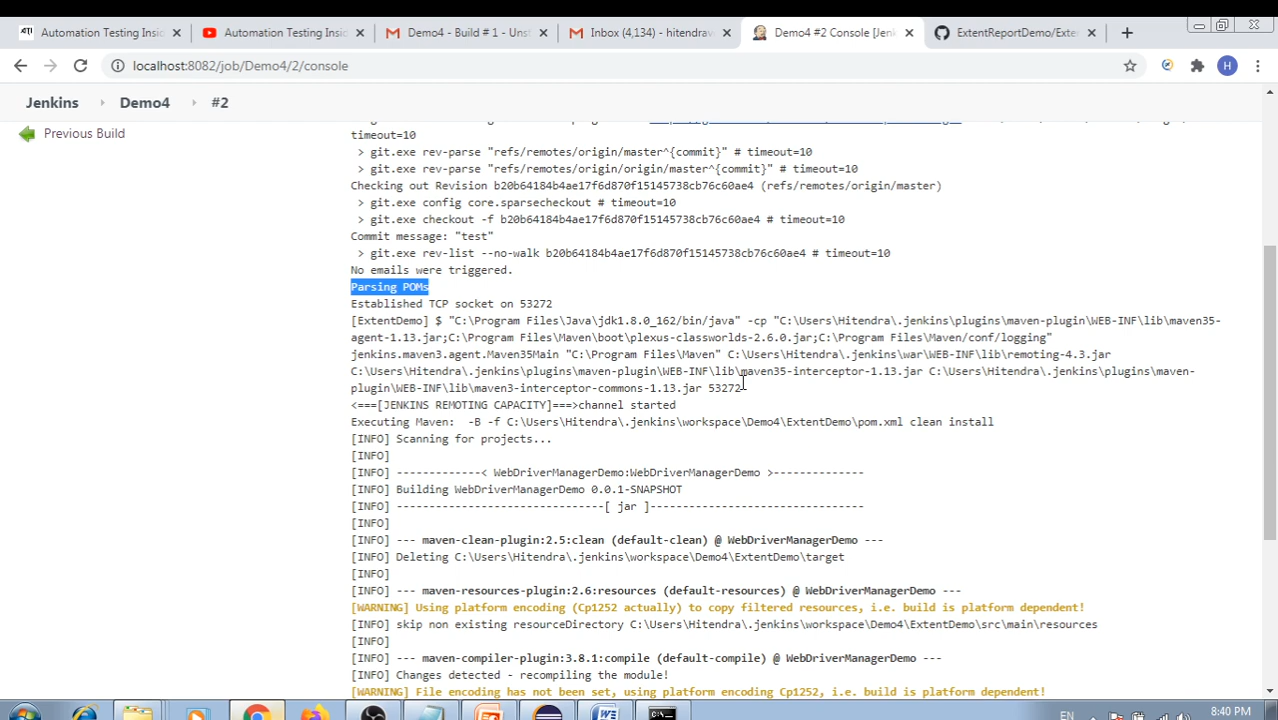 Automation Testing Insi
Automation Testing Insi
Demo4 - Build # 1 - Unst
Inbox (4,134) - hitendrav
Demo4 #2 Console [Jenk
ExtentReportDemo/Exte
localhost:8082/job/Demo4/2/console
H
Jenkins
Demo4
#2
Previous Build
timeout=10
> git.exe rev-parse "refs/remotes/origin/master^{commit}" # timeout=10
> git.exe rev-parse "refs/remotes/origin/master^{commit}" # timeout=10
Checking out Revision b20b64184b4ae17f6d870f15145738cb76c60ae4 (refs/remotes/origin/master)
> git.exe config core.sparsecheckout # timeout=10
> git.exe checkout -f b20b64184b4ae17f6d870f15145738cb76c60ae4 # timeout=10
Commit message: "test"
> git.exe rev-list --no-walk b20b64184b4ae17f6d870f15145738cb76c60ae4 # timeout=10
No emails were triggered.
Parsing POMs
Established TCP socket on 53272
[ExtentDemo] $ "C:\Program Files\Java\jdk1.8.0_162/bin/java" -cp "C:\Users\Hitendra\.jenkins\plugins\maven-plugin\WEB-INF\lib\maven35-
agent-1.13.jar;C:\Program Files\Maven\boot\plexus-classworlds-2.6.0.jar;C:\Program Files\Maven/conf/logging"
jenkins.maven3.agent.Maven35Main "C:\Program Files\Maven" C:\Users\Hitendra\.jenkins\war\WEB-INF\lib\remoting-4.3.jar
C:\Users\Hitendra\.jenkins\plugins\maven-plugin\WEB-INF\lib\maven35-interceptor-1.13.jar C:\Users\Hitendra\.jenkins\plugins\maven-
plugin\WEB-INF\lib\maven3-interceptor-commons-1.13.jar 53272
<===[JENKINS REMOTING CAPACITY]===>channel started
Executing Maven:  -B -f C:\Users\Hitendra\.jenkins\workspace\Demo4\ExtentDemo\pom.xml clean install
[INFO] Scanning for projects...
[INFO]
[INFO] -------------< WebDriverManagerDemo:WebDriverManagerDemo >--------------
[INFO] Building WebDriverManagerDemo 0.0.1-SNAPSHOT
[INFO] --------------------------------[ jar ]---------------------------------
[INFO]
[INFO] --- maven-clean-plugin:2.5:clean (default-clean) @ WebDriverManagerDemo ---
[INFO] Deleting C:\Users\Hitendra\.jenkins\workspace\Demo4\ExtentDemo\target
[INFO]
[INFO] --- maven-resources-plugin:2.6:resources (default-resources) @ WebDriverManagerDemo ---
[WARNING] Using platform encoding (Cp1252 actually) to copy filtered resources, i.e. build is platform dependent!
[INFO] skip non existing resourceDirectory C:\Users\Hitendra\.jenkins\workspace\Demo4\ExtentDemo\src\main\resources
[INFO]
[INFO] --- maven-compiler-plugin:3.8.1:compile (default-compile) @ WebDriverManagerDemo ---
[INFO] Changes detected - recompiling the module!
[WARNING] File encoding has not been set, using platform encoding Cp1252, i.e. build is platform dependent!
EN
8:40 PM